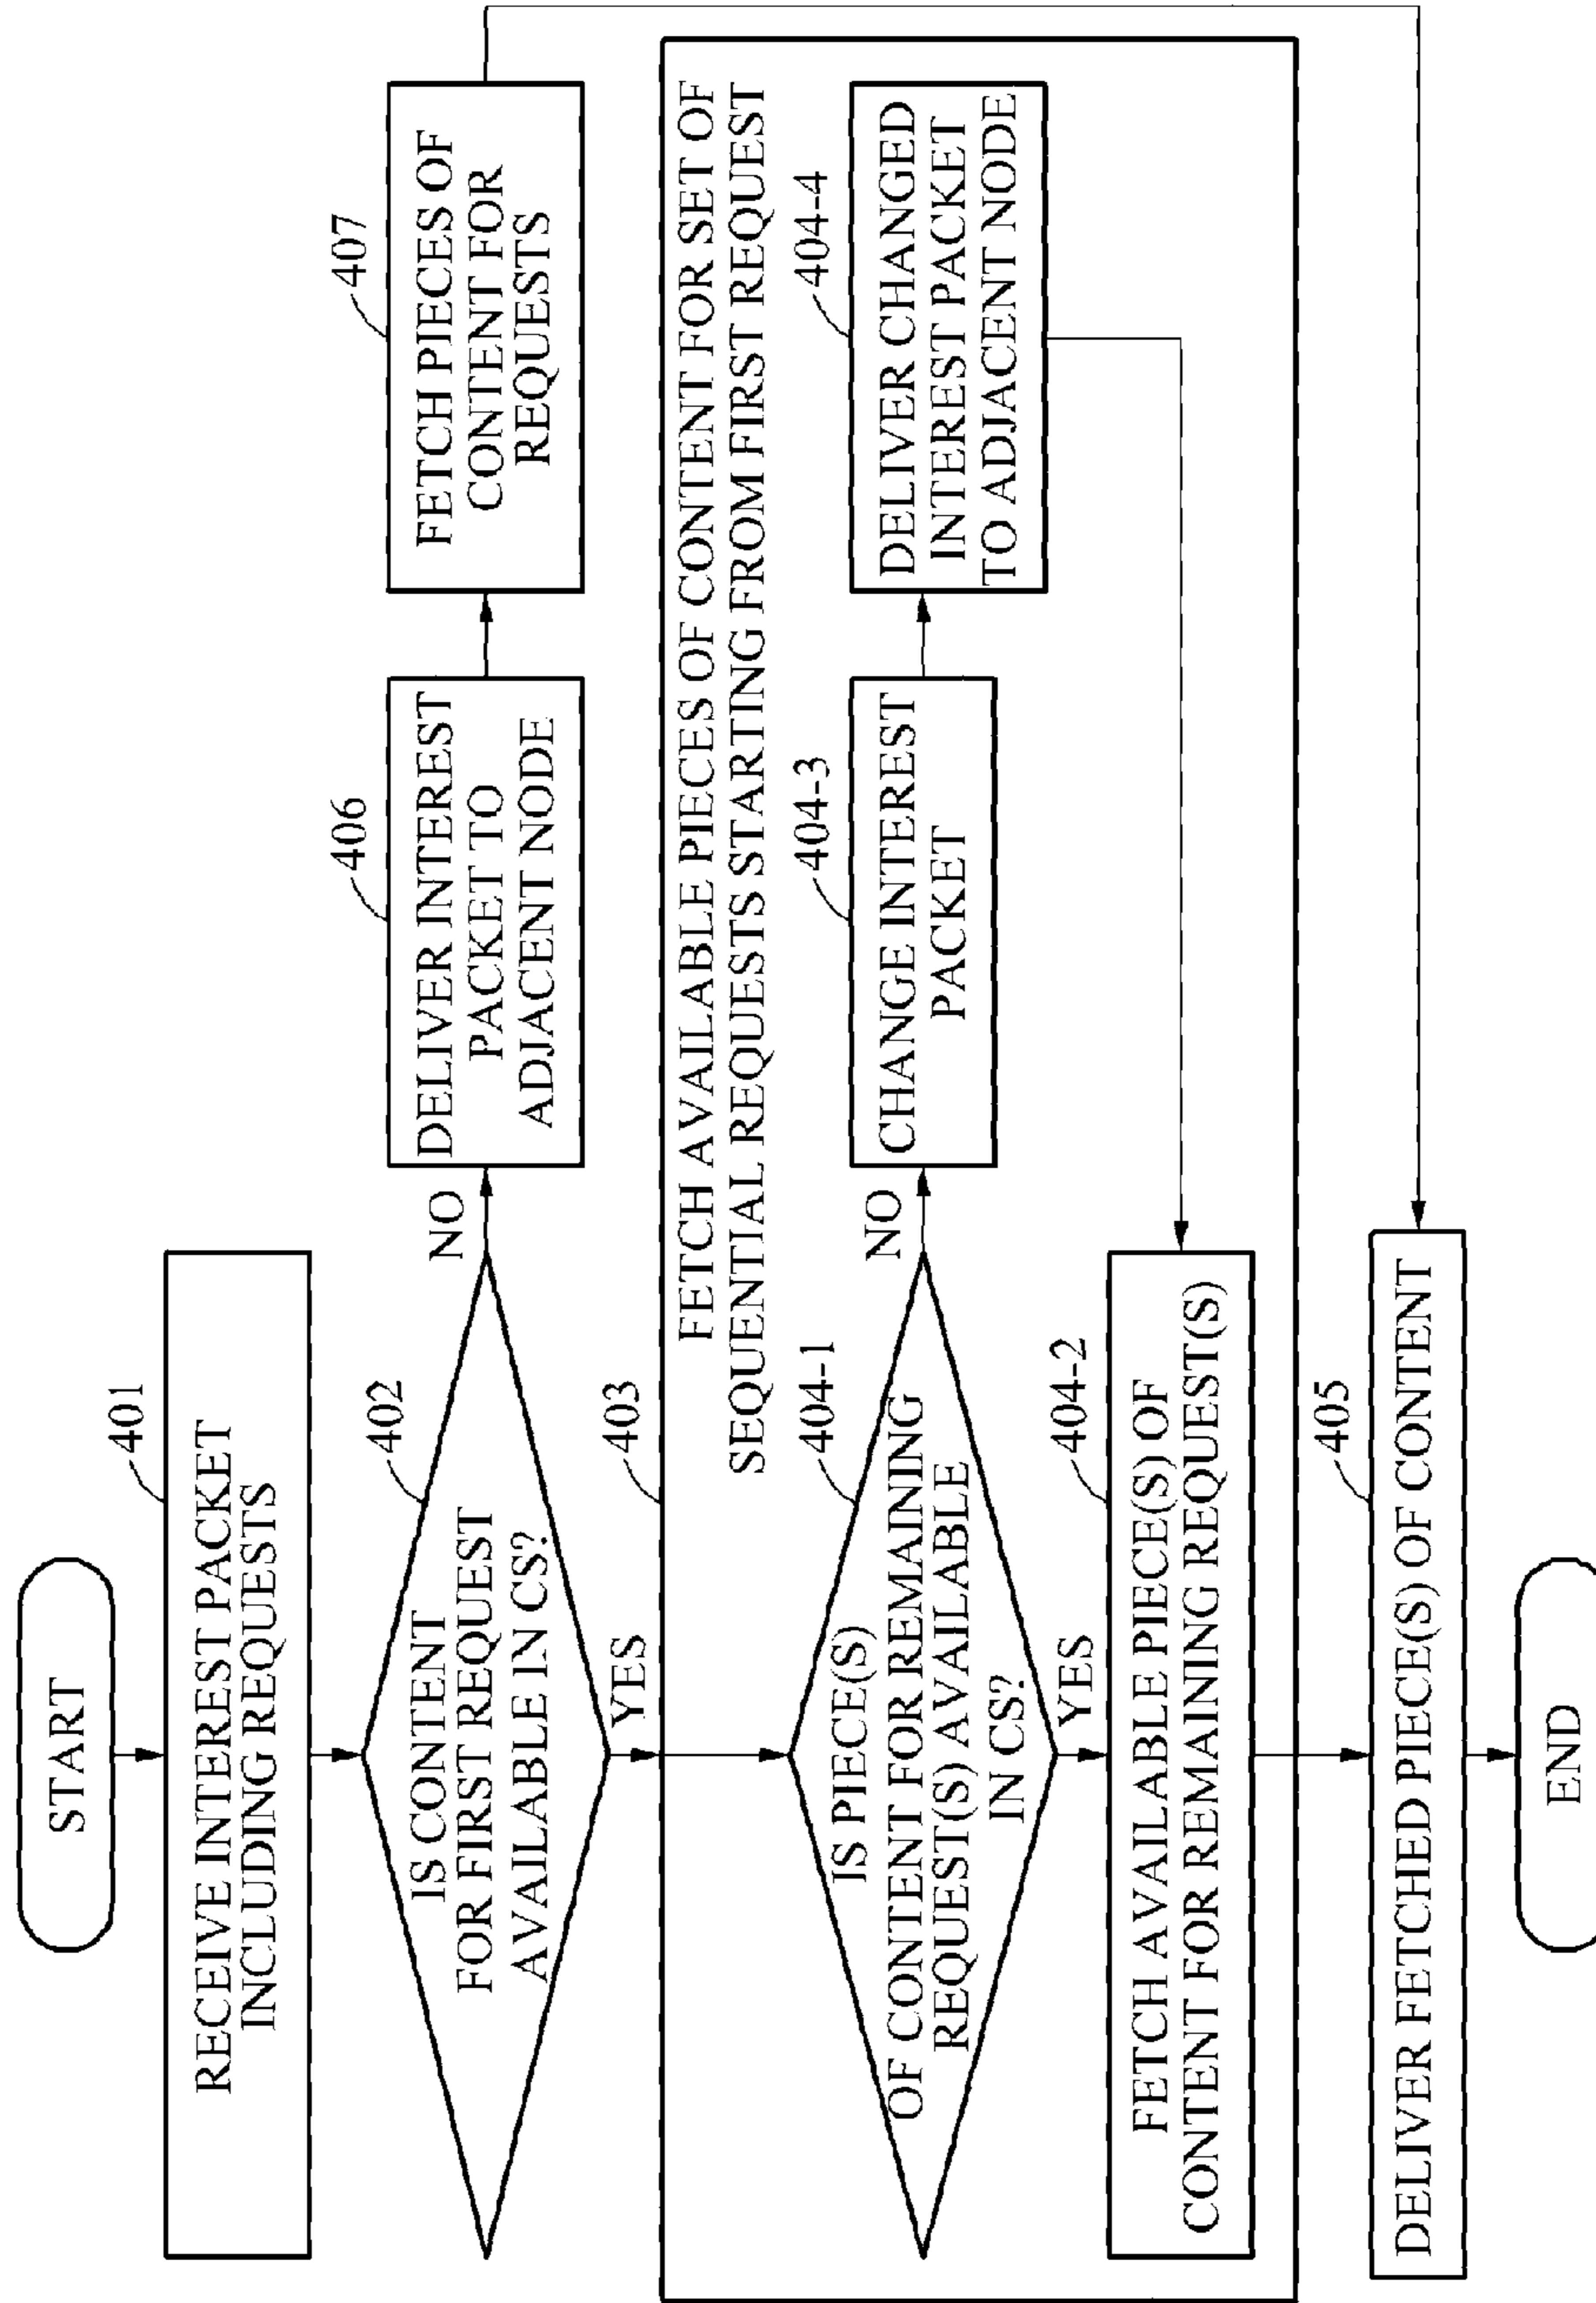 START
401
RECEIVE INTEREST PACKET
INCLUDING REQUESTS
402
IS CONTENT
FOR FIRST REQUEST
AVAILABLE IN CS?
NO
406
DELIVER INTEREST
PACKET TO
ADJACENT NODE
407
FETCH PIECES OF
CONTENT FOR
REQUESTS
YES
403
FETCH AVAILABLE PIECES OF CONTENT FOR SET OF
SEQUENTIAL REQUESTS STARTING FROM FIRST REQUEST
404-1
IS PIECE(S)
OF CONTENT FOR REMAINING
REQUEST(S) AVAILABLE
IN CS?
NO
404-3
CHANGE INTEREST
PACKET
404-4
DELIVER CHANGED
INTEREST PACKET
TO ADJACENT NODE
YES
404-2
FETCH AVAILABLE PIECE(S) OF
CONTENT FOR REMAINING REQUEST(S)
405
DELIVER FETCHED PIECE(S) OF CONTENT
END